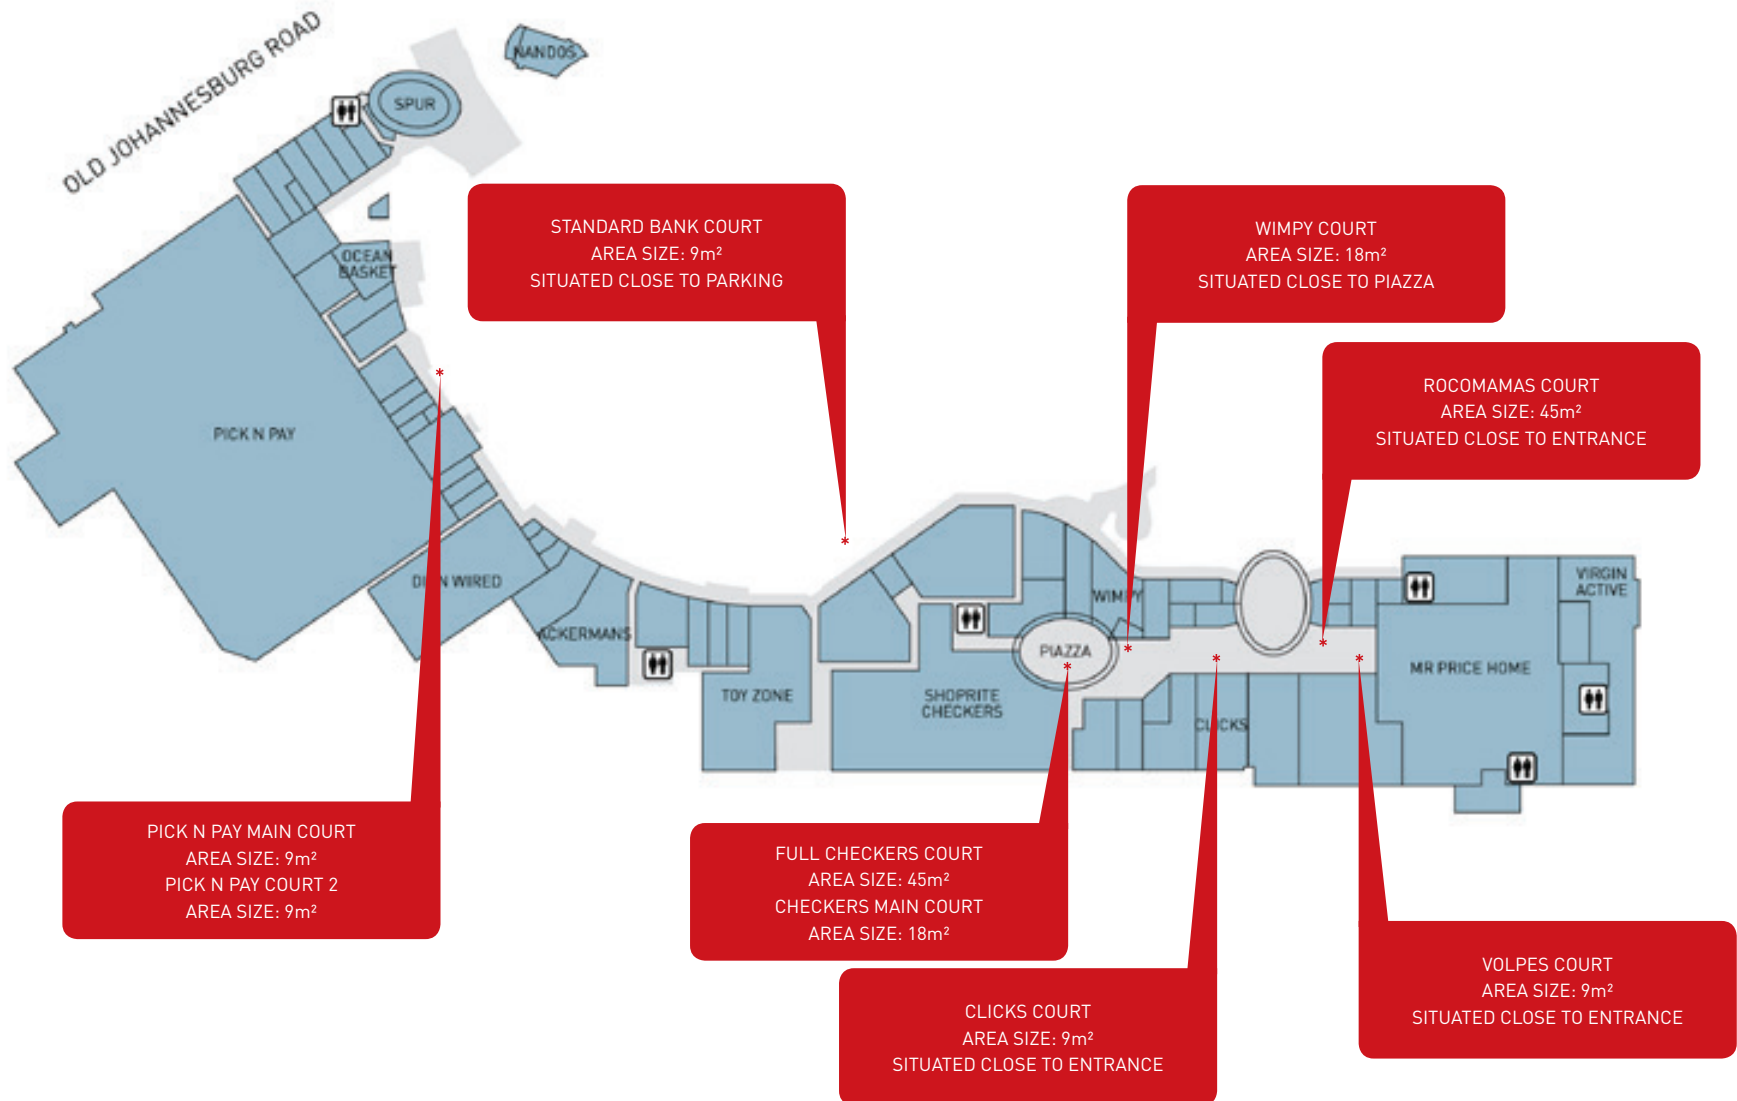 OLD JOHANNESBURG ROAD
NANDOS
SPUR
STANDARD BANK COURT
AREA SIZE: 9m²
SITUATED CLOSE TO PARKING
WIMPY COURT
AREA SIZE: 18m²
SITUATED CLOSE TO PIAZZA
OCEAN
BASKET
ROCOMAMAS COURT
AREA SIZE: 45m²
SITUATED CLOSE TO ENTRANCE
PICK N PAY
DION WIRED
ACKERMANS
WIMPY
VIRGIN
ACTIVE
PIAZZA
MR PRICE HOME
TOY ZONE
SHOPRITE
CHECKERS
CLICKS
PICK N PAY MAIN COURT
AREA SIZE: 9m²
PICK N PAY COURT 2
AREA SIZE: 9m²
FULL CHECKERS COURT
AREA SIZE: 45m²
CHECKERS MAIN COURT
AREA SIZE: 18m²
CLICKS COURT
AREA SIZE: 9m²
SITUATED CLOSE TO ENTRANCE
VOLPES COURT
AREA SIZE: 9m²
SITUATED CLOSE TO ENTRANCE